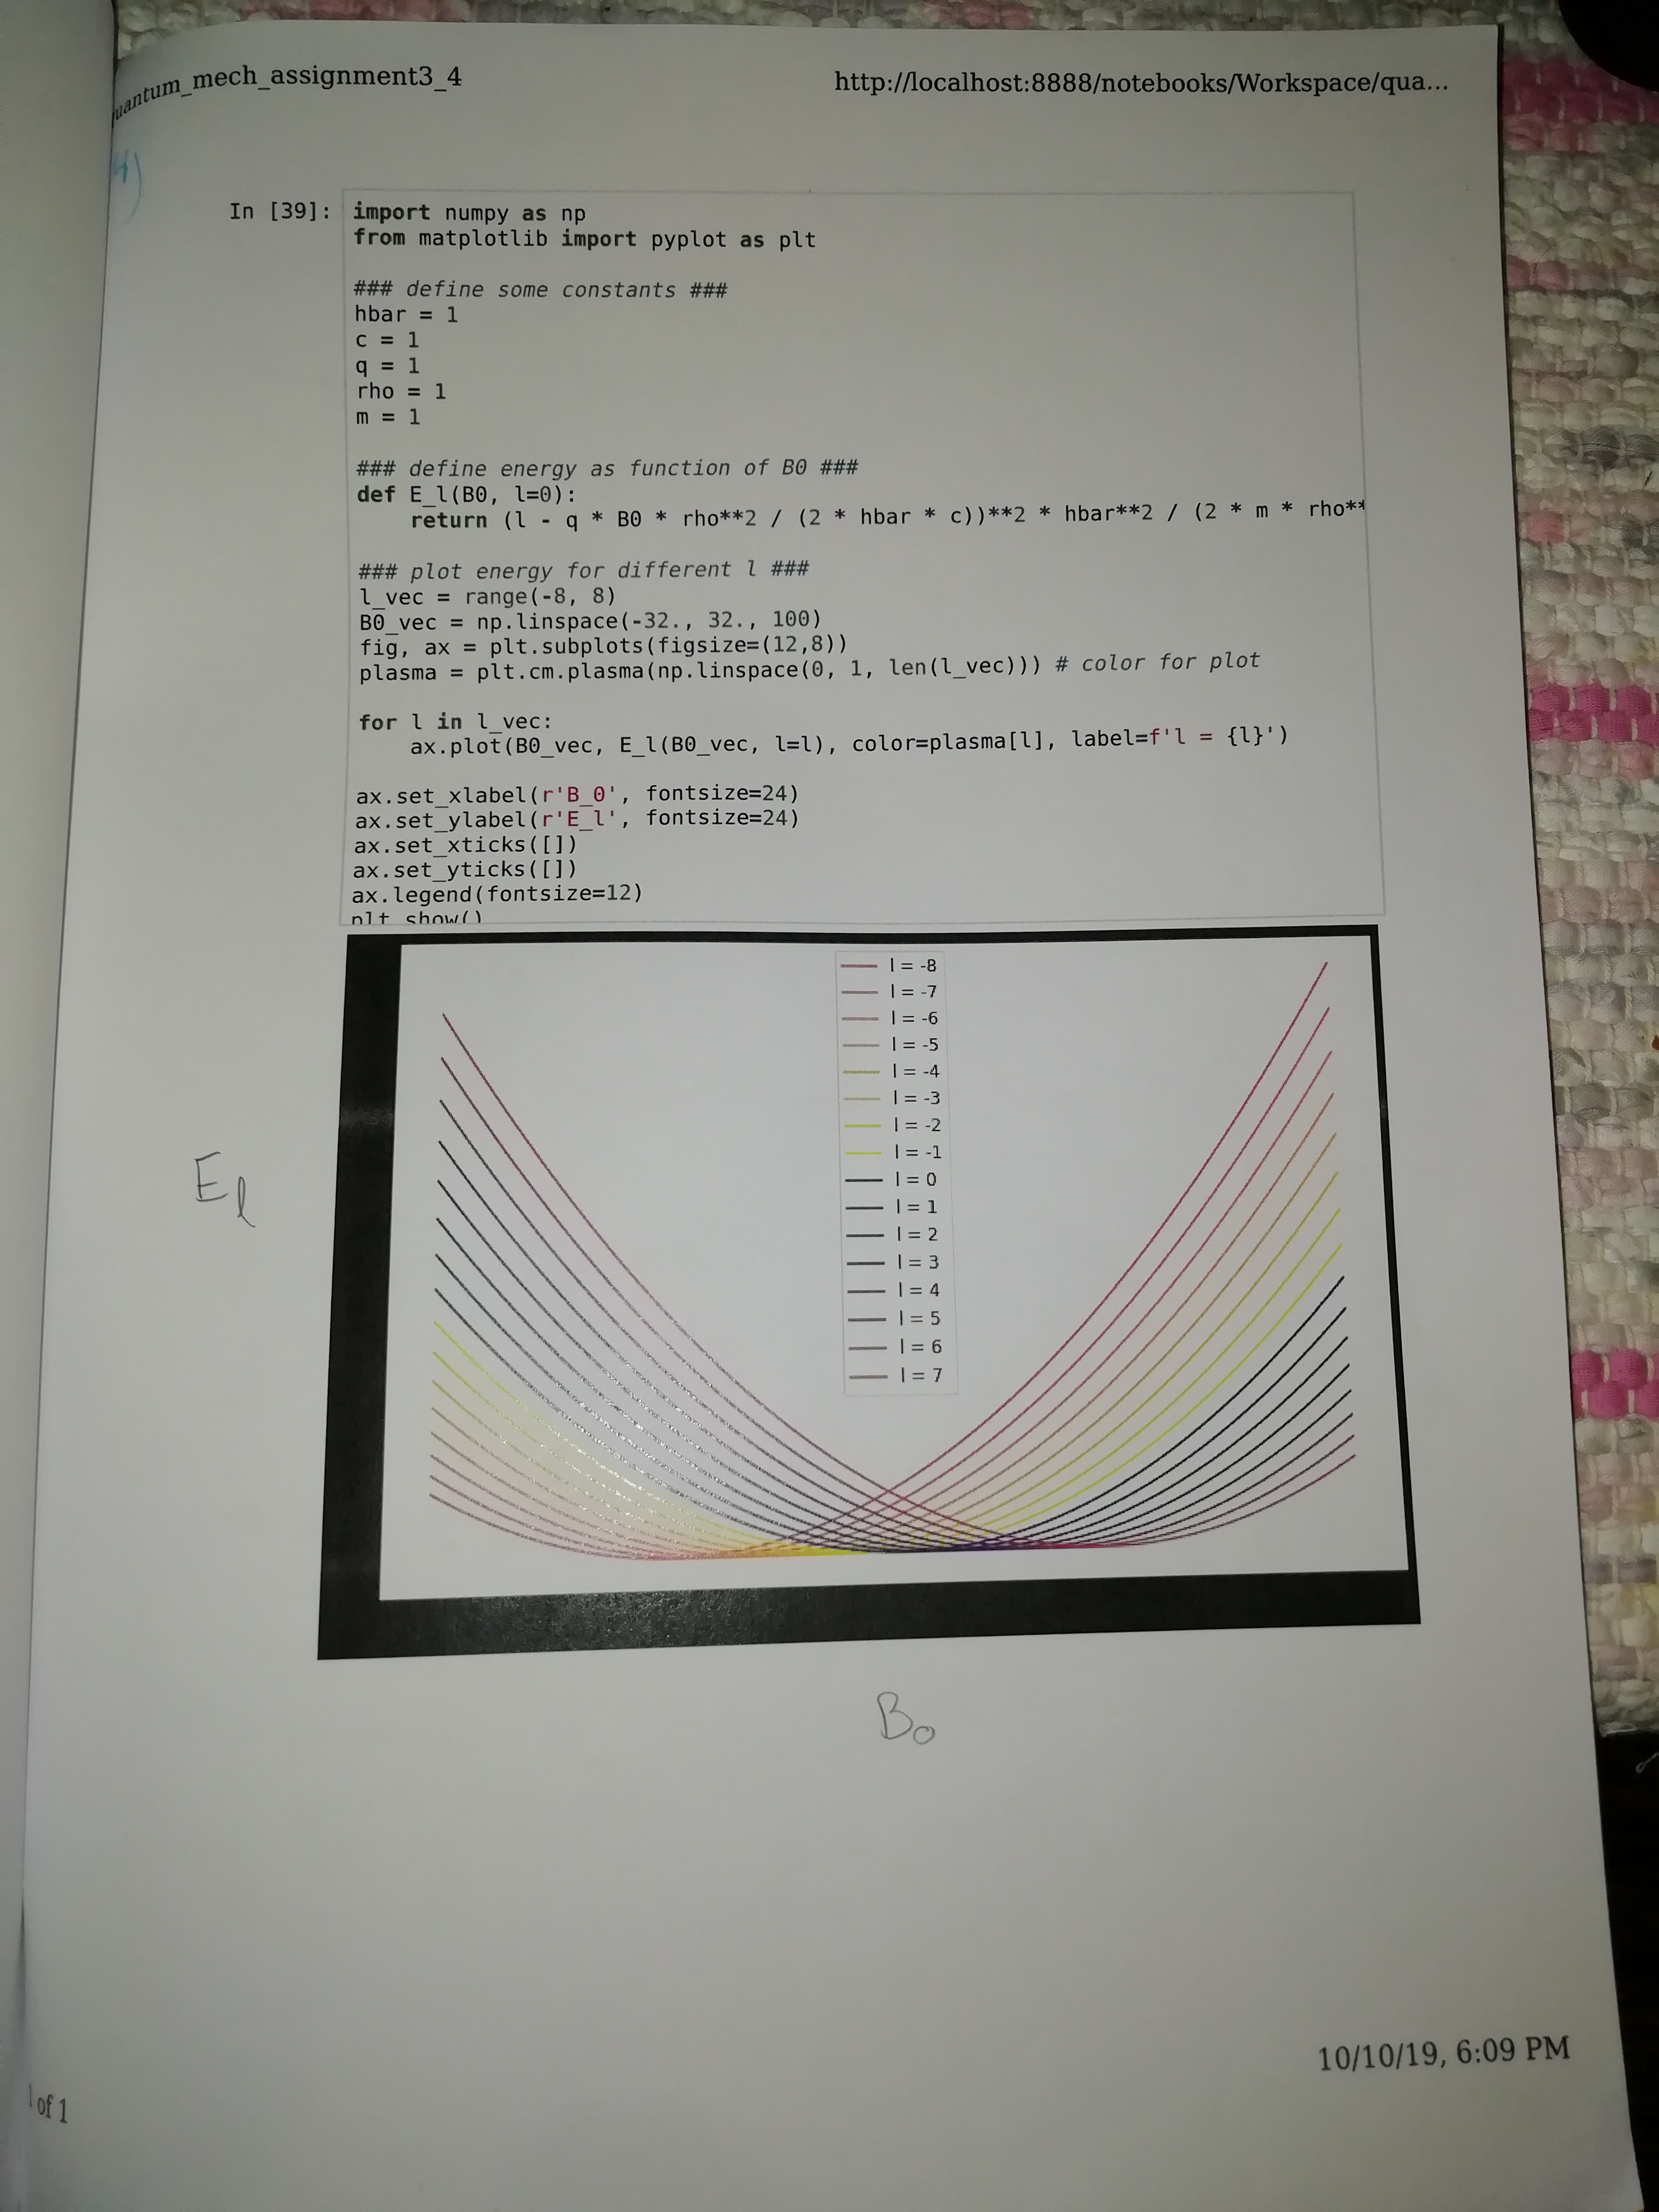 uantum_mech_assignment3_4
http://localhost:8888/notebooks/Workspace/qua...
4)
In [39]:
import numpy as np
from matplotlib import pyplot as plt
### define some constants ###
hbar = 1
c = 1
q = 1
rho = 1
m = 1
### define energy as function of B0 ###
def E_l(B0, l=0):
return (l - q * B0 * rho**2 / (2 * hbar * c))**2 * hbar**2 / (2 * m * rho**
### plot energy for different l ###
l_vec = range(-8, 8)
B0_vec = np.linspace(-32., 32., 100)
fig, ax = plt.subplots(figsize=(12,8))
plasma = plt.cm.plasma(np.linspace(0, 1, len(l_vec))) # color for plot
for l in l_vec:
ax.plot(B0_vec, E_l(B0_vec, l=l), color=plasma[l], label=f'l = {l}')
ax.set_xlabel(r'B_0', fontsize=24)
ax.set_ylabel(r'E_l', fontsize=24)
ax.set_xticks([])
ax.set_yticks([])
ax.legend(fontsize=12)
plt.show()
l = -8
l = -7
l = -6
l = -5
l = -4
l = -3
l = -2
l = -1
l = 0
l = 1
l = 2
l = 3
l = 4
l = 5
l = 6
l = 7
E_l
B_0
10/10/19, 6:09 PM
1 of 1